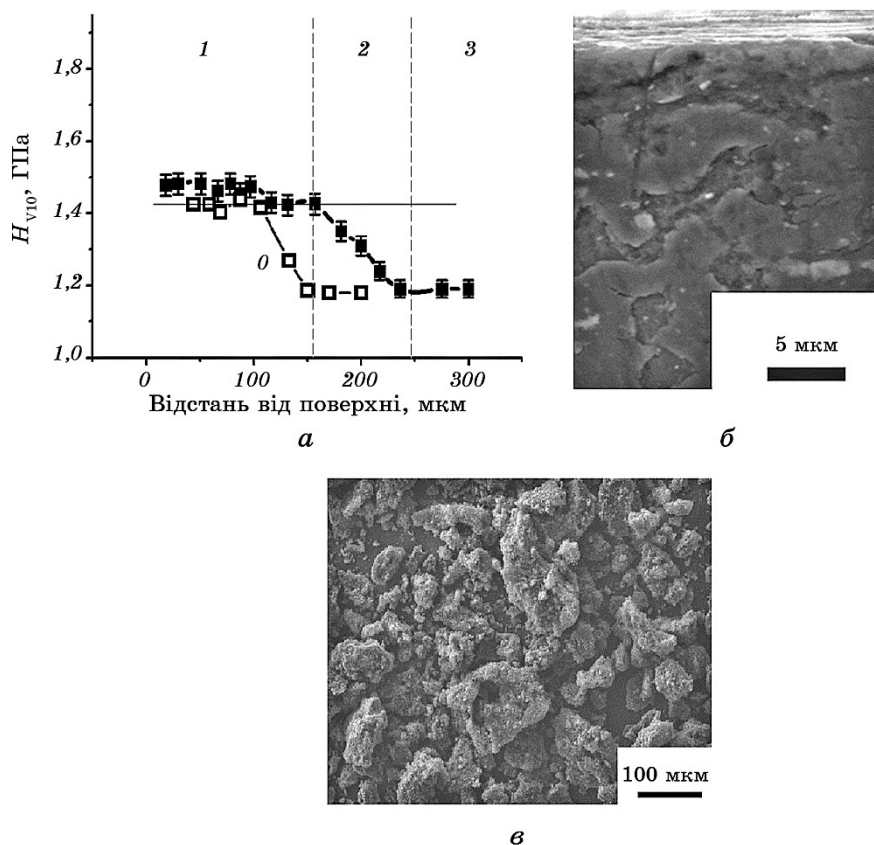 1 2 3
1,8
1,6
1,4
1,2
1,0
H_V10, ГПа
0
0 100 200 300
Відстань від поверхні, мкм
а
5 мкм
б
100 мкм
в